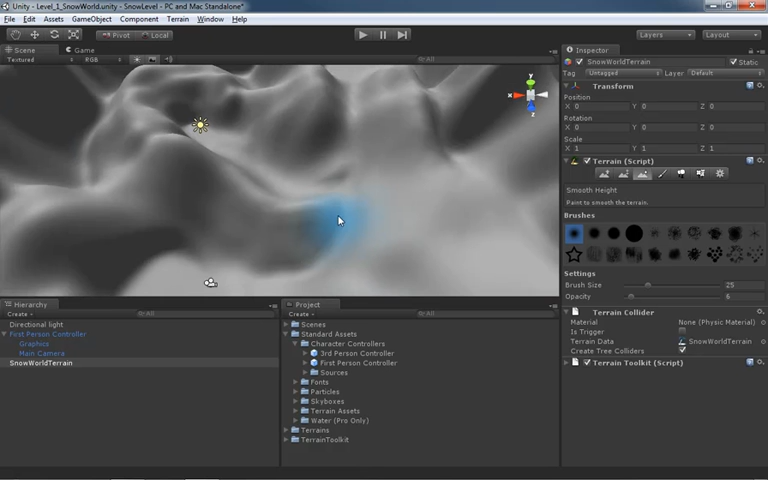 Unity - Level_1_SnowWorld.unity - SnowLevel - PC and Mac Standalone*
File Edit Assets GameObject Component Terrain Window Help
Pivot Local Layers Layout
Scene Game Inspector
Textured RGB All
SnowWorldTerrain Static
Tag Untagged Layer Default
Transform
Position
X 0 Y 0 Z 0
Rotation
X 0 Y 0 Z 0
Scale
X 1 Y 1 Z 1
Terrain (Script)
Smooth Height
Paint to smooth the terrain.
Brushes
Settings
Brush Size 25
Opacity 6
Terrain Collider
Material None (Physic Material)
Is Trigger
Terrain Data SnowWorldTerrain
Create Tree Colliders
Terrain Toolkit (Script)
y
x
z
Hierarchy
Create All
Directional light
First Person Controller
Graphics
Main Camera
SnowWorldTerrain
Project
Create All
Scenes
Standard Assets
Character Controllers
3rd Person Controller
First Person Controller
Sources
Fonts
Particles
Skyboxes
Terrain Assets
Water (Pro Only)
Terrains
TerrainToolkit